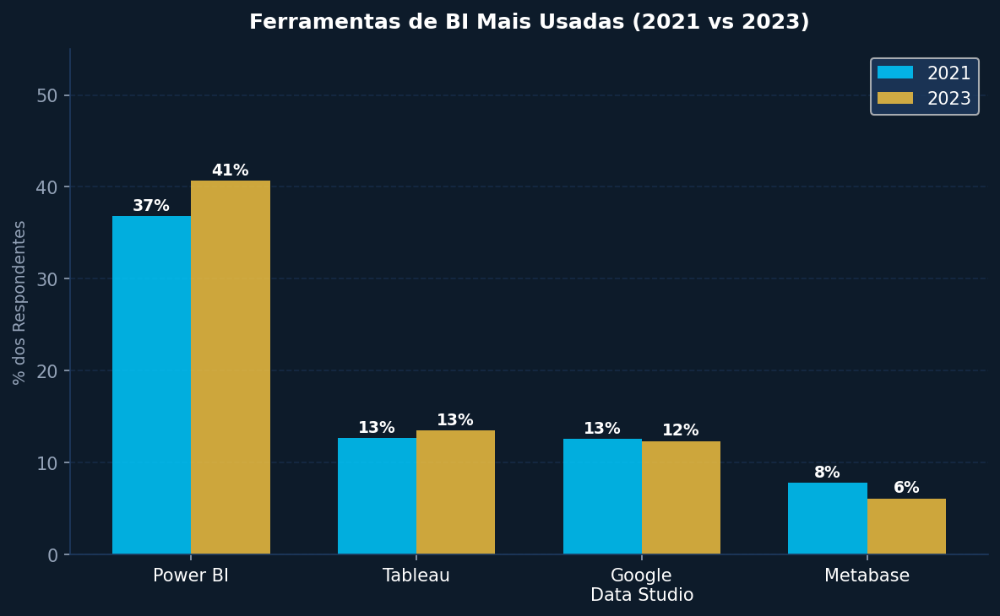 Ferramentas de BI Mais Usadas (2021 vs 2023)
2021
2023
% dos Respondentes
50
40
30
20
10
0
37%
41%
13%
13%
13%
12%
8%
6%
Power BI
Tableau
Google
Data Studio
Metabase